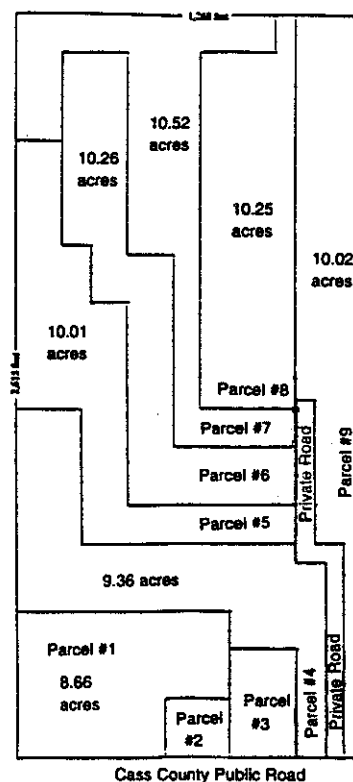 10.52
acres
10.26
acres
10.25
acres
10.02
acres
10.01
acres
Parcel #8
Parcel #7
Parcel #6
Parcel #5
Private Road
Parcel #9
9.36 acres
Parcel #1
8.66
acres
Parcel
#2
Parcel
#3
Parcel #4
Private Road
Cass County Public Road